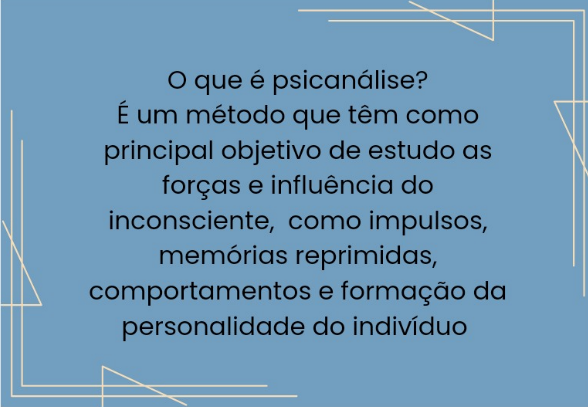 O que é psicanálise?
É um método que têm como
principal objetivo de estudo as
forças e influência do
inconsciente, como impulsos,
memórias reprimidas,
comportamentos e formação da
personalidade do indivíduo